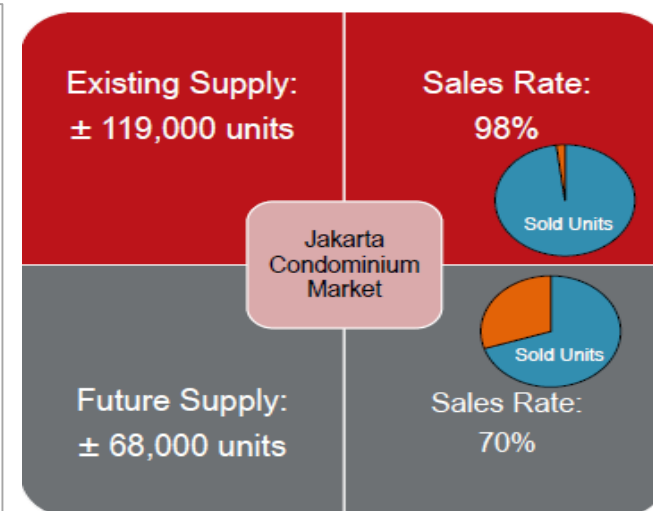 Existing Supply:
± 119,000 units
Sales Rate:
98%
Sold Units
Jakarta
Condominium
Market
Sold Units
Future Supply:
± 68,000 units
Sales Rate:
70%